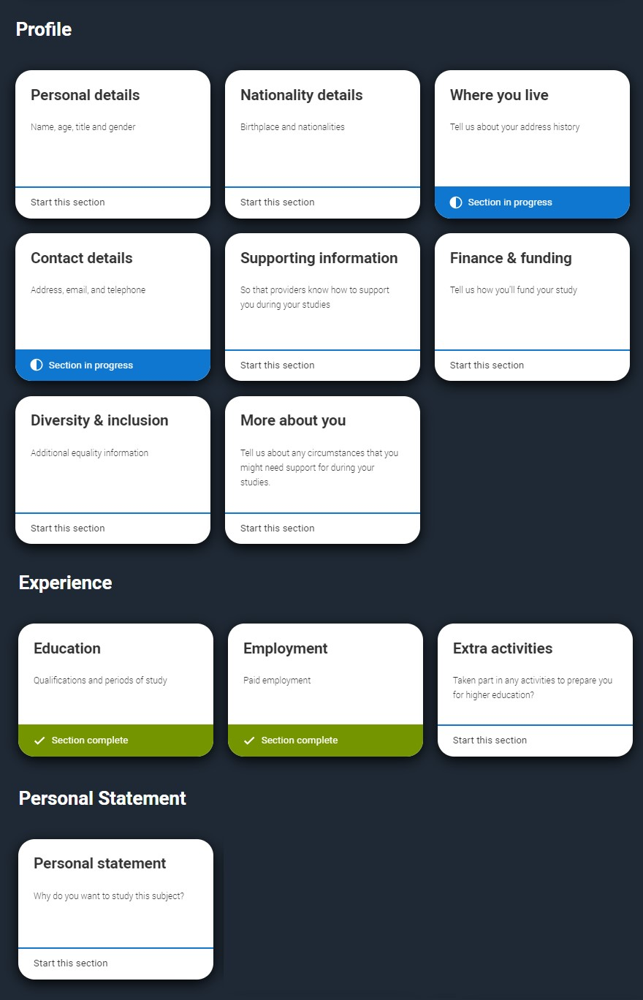 Profile
Personal details
Name, age, title and gender
Start this section
Nationality details
Birthplace and nationalities
Start this section
Where you live
Tell us about your address history
Section in progress
Contact details
Address, email, and telephone
Section in progress
Supporting information
So that providers know how to support
you during your studies
Start this section
Finance & funding
Tell us how you'll fund your study
Start this section
Diversity & inclusion
Additional equality information
Start this section
More about you
Tell us about any circumstances that you
might need support for during your
studies.
Start this section
Experience
Education
Qualifications and periods of study
Section complete
Employment
Paid employment
Section complete
Extra activities
Taken part in any activities to prepare you
for higher education?
Start this section
Personal Statement
Personal statement
Why do you want to study this subject?
Start this section